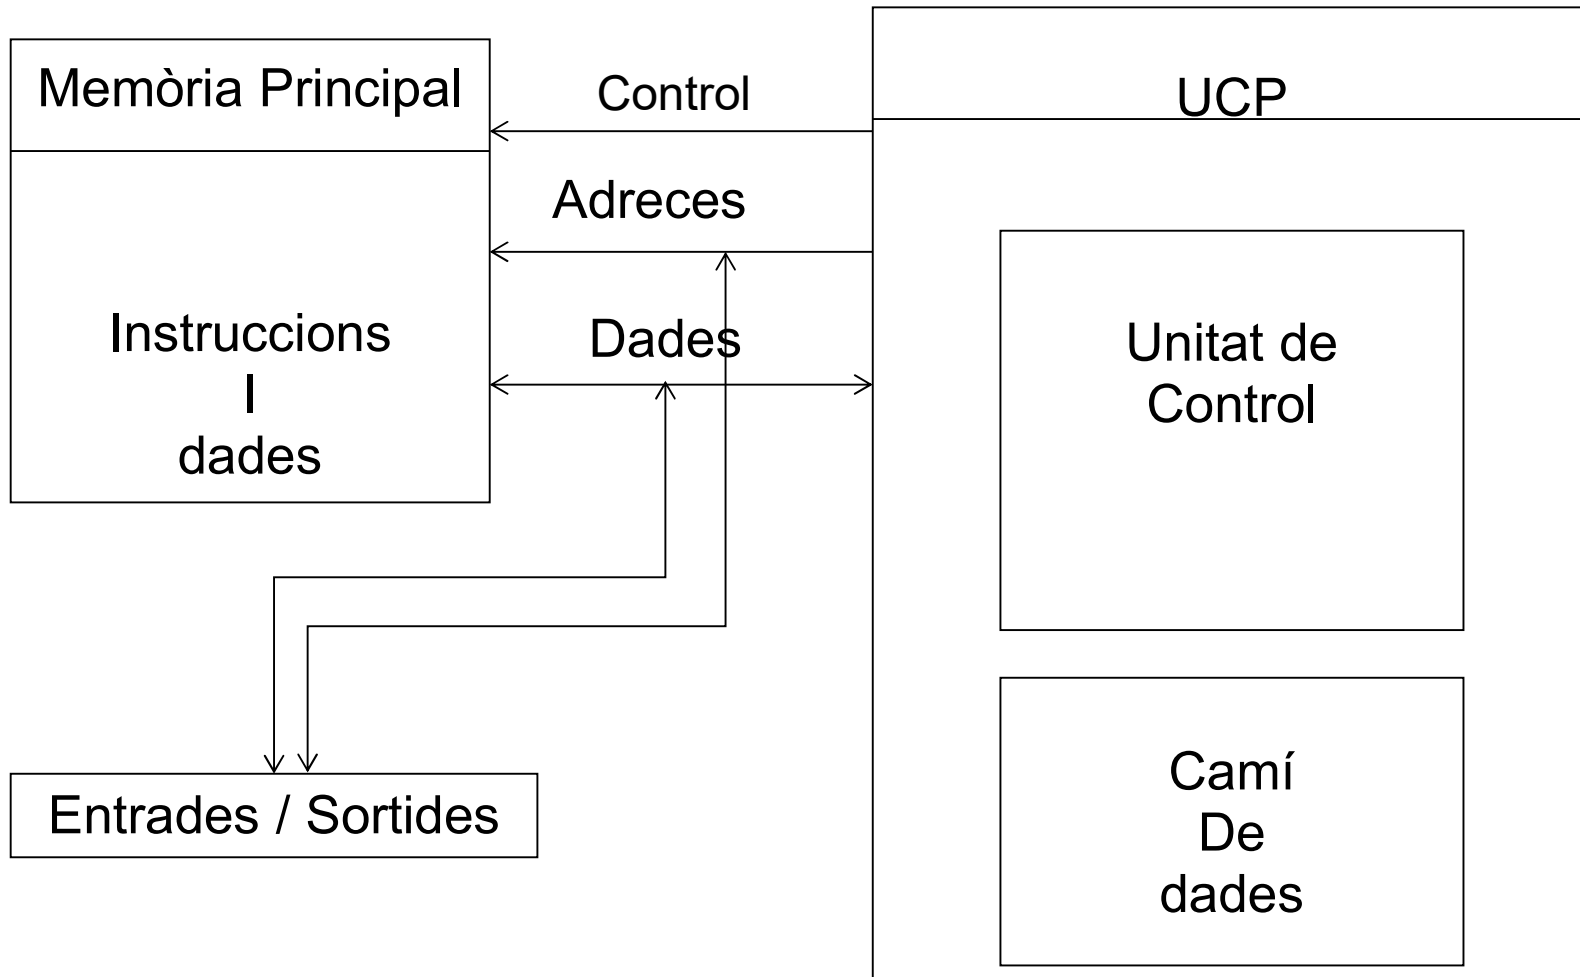 Memòria Principal
Instruccions
I
dades
Control
Adreces
Dades
Entrades / Sortides
UCP
Unitat de
Control
Camí
De
dades